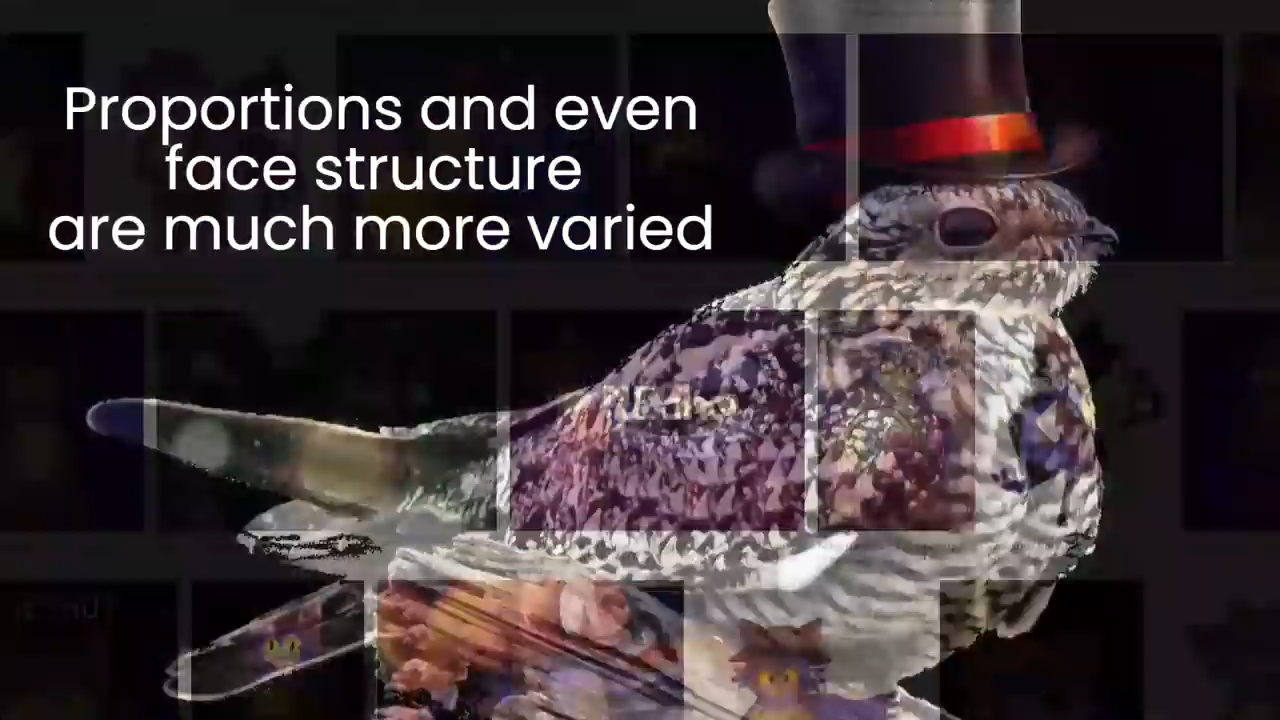 Proportions and even
face structure
are much more varied